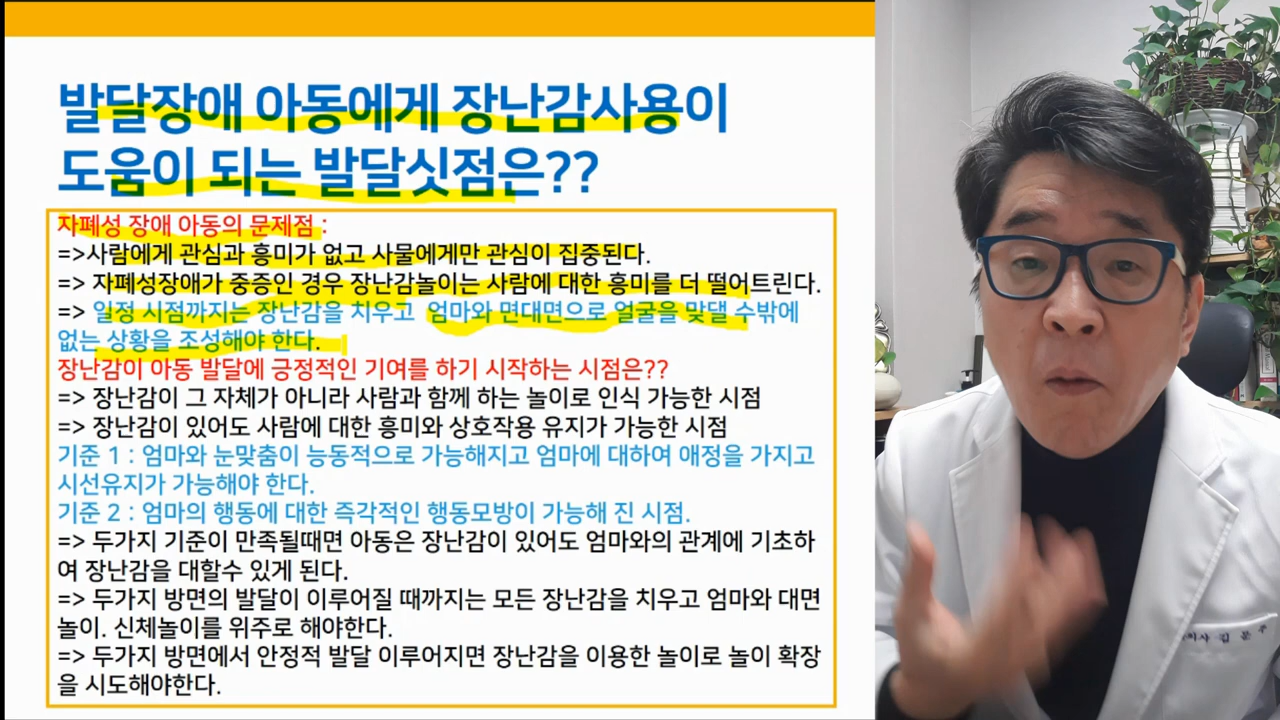 발달장애 아동에게 장난감사용이
도움이 되는 발달싯점은??
자폐성 장애 아동의 문제점 :
=>사람에게 관심과 흥미가 없고 사물에게만 관심이 집중된다.
=> 자폐성장애가 중증인 경우 장난감놀이는 사람에 대한 흥미를 더 떨어트린다.
=> 일정 시점까지는 장난감을 치우고 엄마와 면대면으로 얼굴을 맞댈 수밖에
없는 상황을 조성해야 한다.
장난감이 아동 발달에 긍정적인 기여를 하기 시작하는 시점은??
=> 장난감이 그 자체가 아니라 사람과 함께 하는 놀이로 인식 가능한 시점
=> 장난감이 있어도 사람에 대한 흥미와 상호작용 유지가 가능한 시점
기준 1 : 엄마와 눈맞춤이 능동적으로 가능해지고 엄마에 대하여 애정을 가지고
시선유지가 가능해야 한다.
기준 2 : 엄마의 행동에 대한 즉각적인 행동모방이 가능해 진 시점.
=> 두가지 기준이 만족될때면 아동은 장난감이 있어도 엄마와의 관계에 기초하
여 장난감을 대할수 있게 된다.
=> 두가지 방면의 발달이 이루어질 때까지는 모든 장난감을 치우고 엄마와 대면
놀이. 신체놀이를 위주로 해야한다.
=> 두가지 방면에서 안정적 발달 이루어지면 장난감을 이용한 놀이로 놀이 확장
을 시도해야한다.
김 문 주